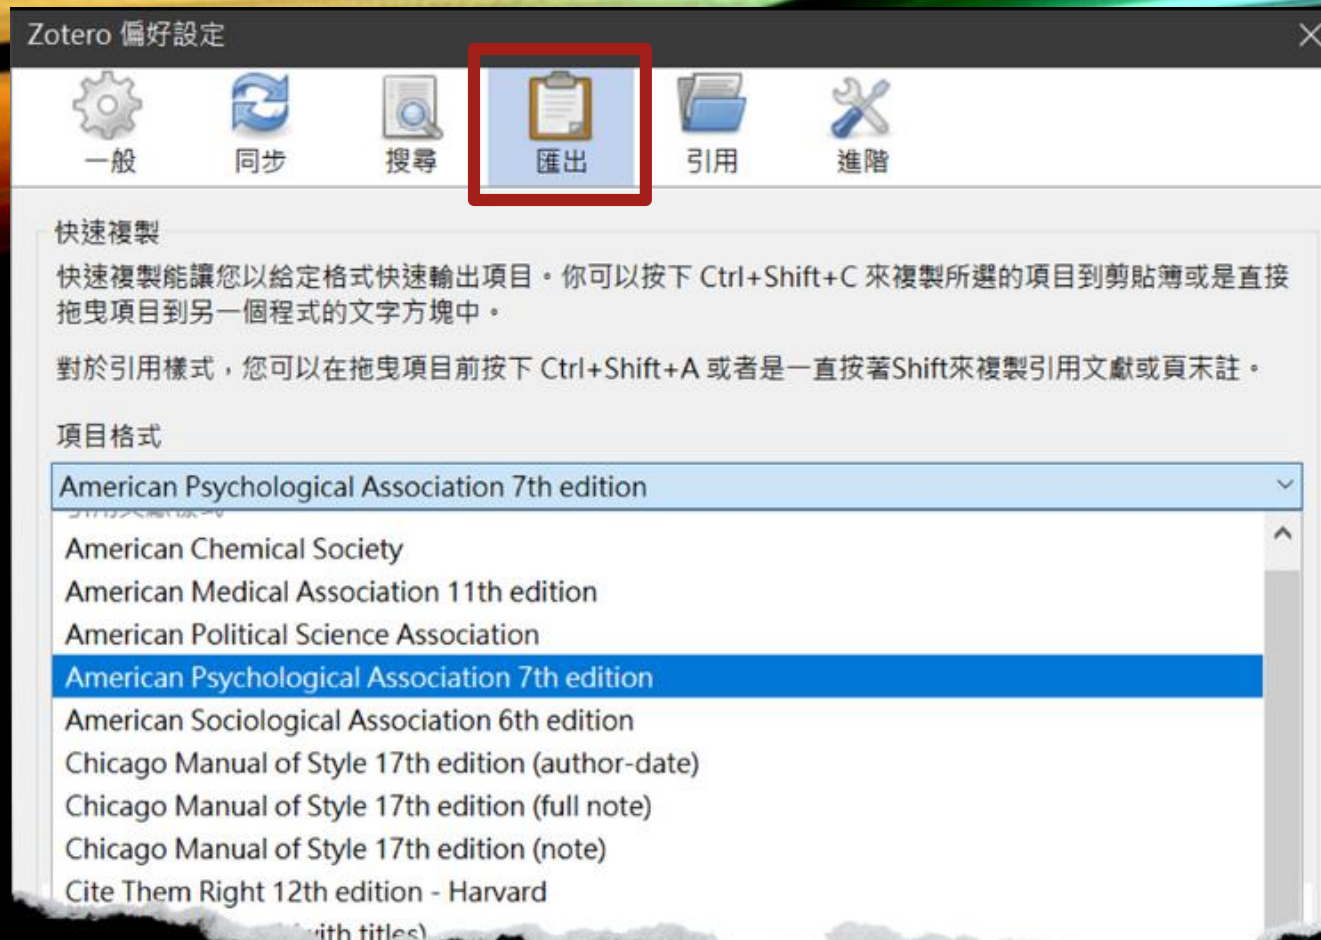 Zotero 偏好設定
一般 同步 搜尋 匯出 引用 進階
快速複製
快速複製能讓您以給定格式快速輸出項目。你可以按下 Ctrl+Shift+C 來複製所選的項目到剪貼簿或是直接
拖曳項目到另一個程式的文字方塊中。
對於引用樣式，您可以在拖曳項目前按下 Ctrl+Shift+A 或者是一直按著Shift來複製引用文獻或頁末註。
項目格式
American Psychological Association 7th edition
American Chemical Society
American Medical Association 11th edition
American Political Science Association
American Psychological Association 7th edition
American Sociological Association 6th edition
Chicago Manual of Style 17th edition (author-date)
Chicago Manual of Style 17th edition (full note)
Chicago Manual of Style 17th edition (note)
Cite Them Right 12th edition - Harvard
with titles)